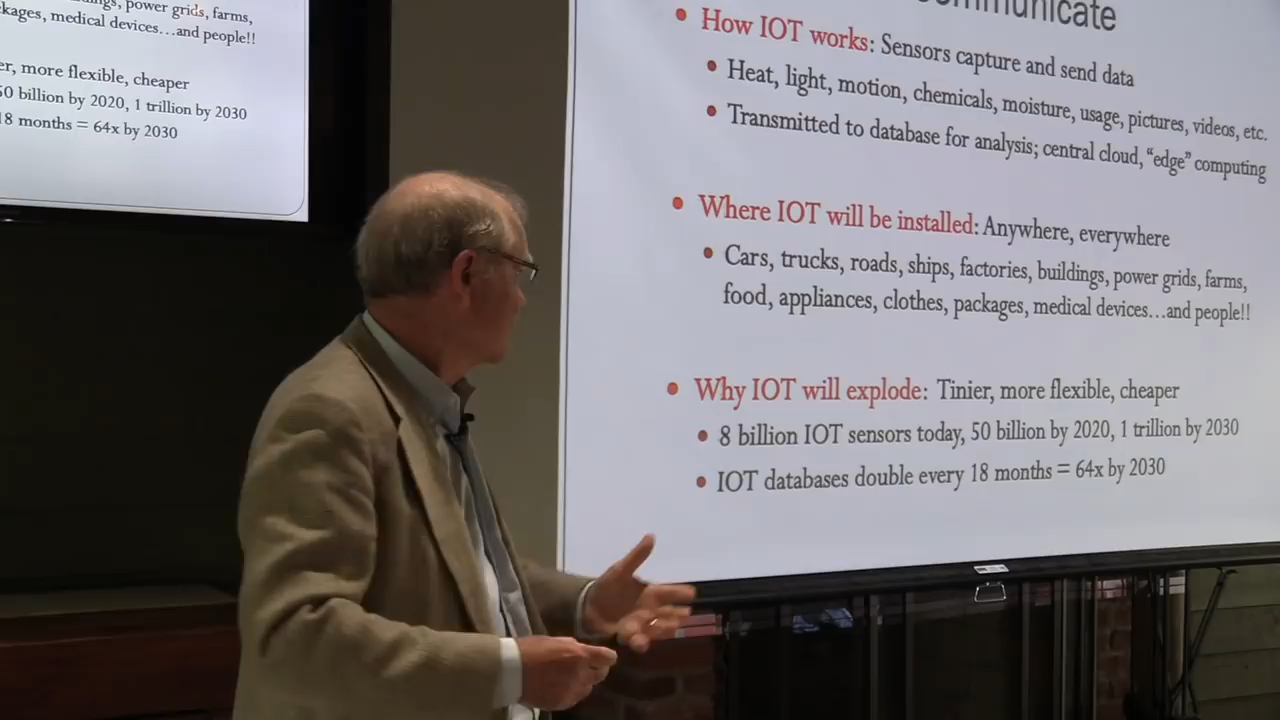 ngs, power grids, farms,
ckages, medical devices...and people!!
er, more flexible, cheaper
50 billion by 2020, 1 trillion by 2030
18 months = 64x by 2030
ommunicate
How IOT works: Sensors capture and send data
Heat, light, motion, chemicals, moisture, usage, pictures, videos, etc.
Transmitted to database for analysis; central cloud, “edge” computing
Where IOT will be installed: Anywhere, everywhere
Cars, trucks, roads, ships, factories, buildings, power grids, farms,
food, appliances, clothes, packages, medical devices...and people!!
Why IOT will explode: Tinier, more flexible, cheaper
8 billion IOT sensors today, 50 billion by 2020, 1 trillion by 2030
IOT databases double every 18 months = 64x by 2030